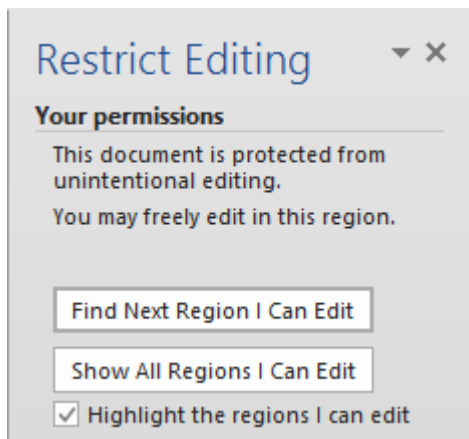 Restrict Editing
Your permissions
This document is protected from
unintentional editing.
You may freely edit in this region.
Find Next Region I Can Edit
Show All Regions I Can Edit
Highlight the regions I can edit